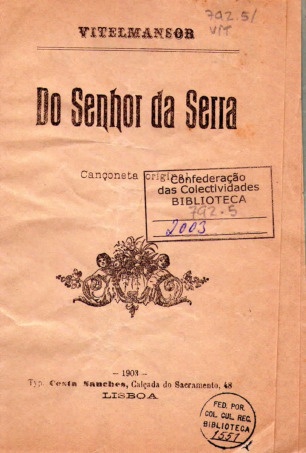 792.5/
VIT
VITELMANSOR
Do Senhor da Serra
Cançoneta original
Confederação
das Colectividades
BIBLIOTECA
792.5
2003
– 1903 –
Typ. Costa Sanches, Calçada do Sacramento, 48
LISBOA
FED. POR.
COL. CUL. REC.
BIBLIOTECA
1551